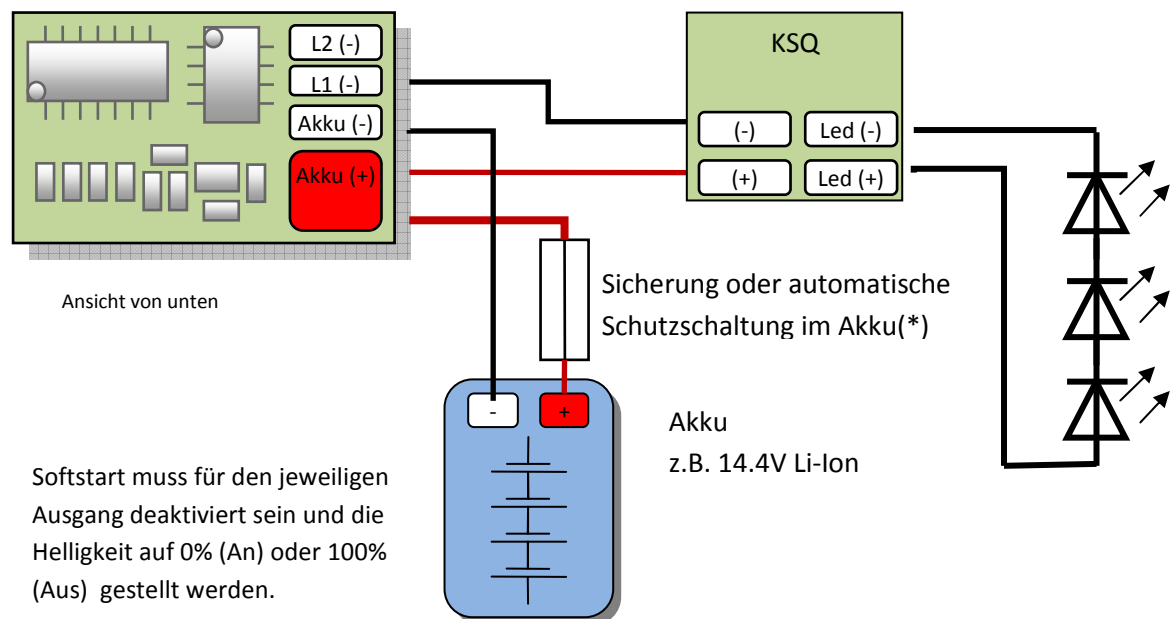 L2 (-)
L1 (-)
Akku (-)
Akku (+)
KSQ
(-)
Led (-)
(+)
Led (+)
Ansicht von unten
Sicherung oder automatische
Schutzschaltung im Akku(*)
-
+
Akku
z.B. 14.4V Li-Ion
Softstart muss für den jeweiligen
Ausgang deaktiviert sein und die
Helligkeit auf 0% (An) oder 100%
(Aus) gestellt werden.